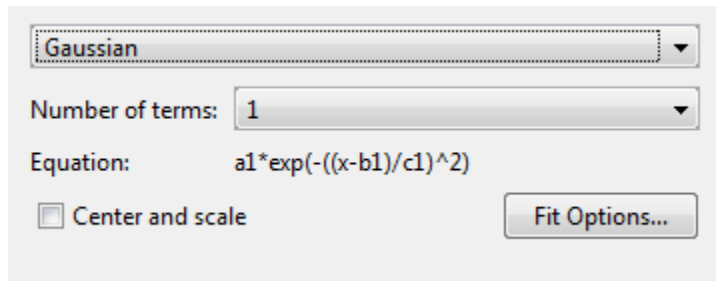 Gaussian
Number of terms: 1
Equation: a1*exp(-((x-b1)/c1)^2)
Center and scale Fit Options...